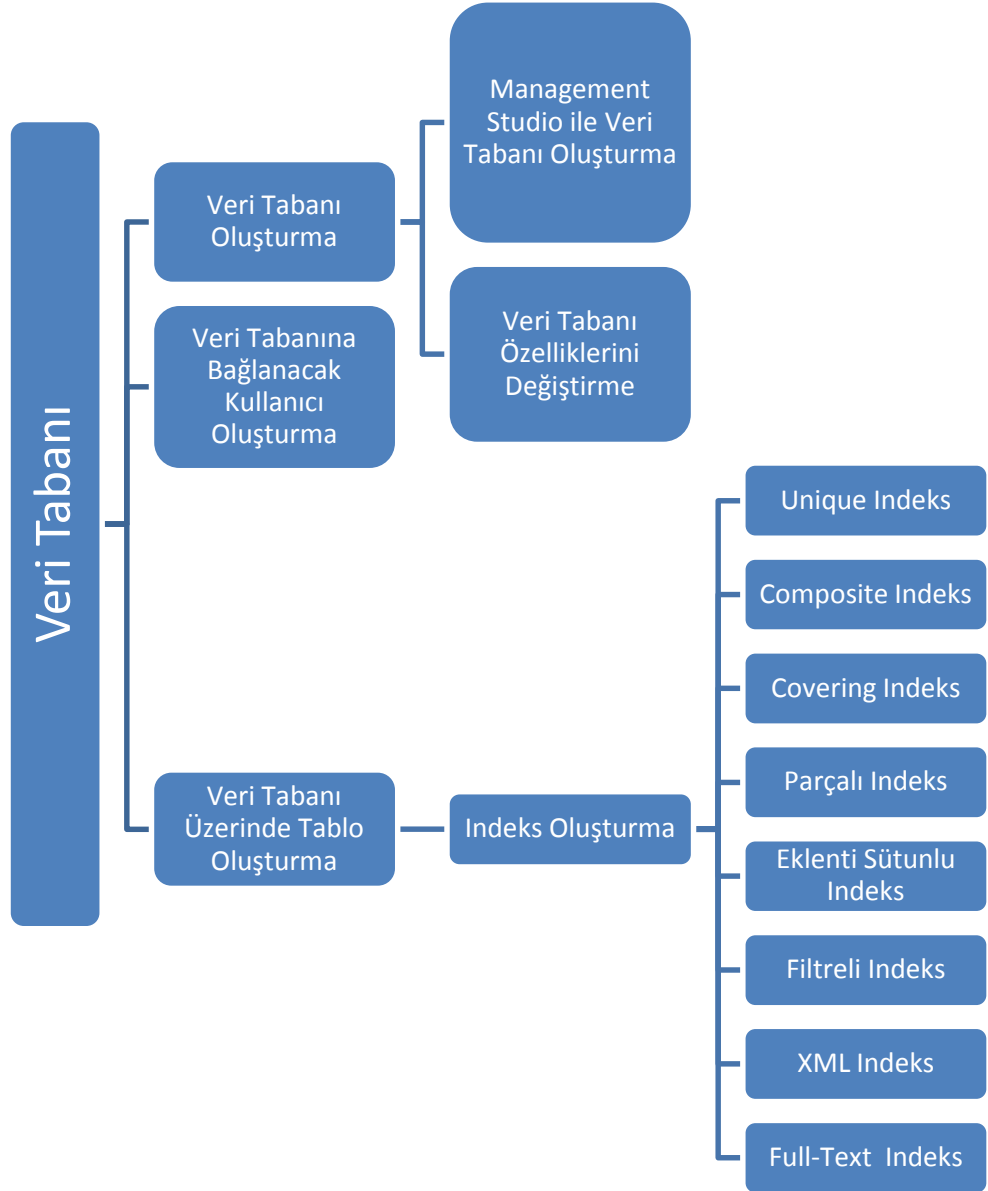 Veri Tabanı
Veri Tabanı
Oluşturma
Management
Studio ile Veri
Tabanı Oluşturma
Veri Tabanı
Özelliklerini
Değiştirme
Veri Tabanına
Bağlanacak
Kullanıcı
Oluşturma
Veri Tabanı
Üzerinde Tablo
Oluşturma
Indeks Oluşturma
Unique Indeks
Composite Indeks
Covering Indeks
Parçalı Indeks
Eklenti Sütunlu
Indeks
Filtreli Indeks
XML Indeks
Full-Text  Indeks